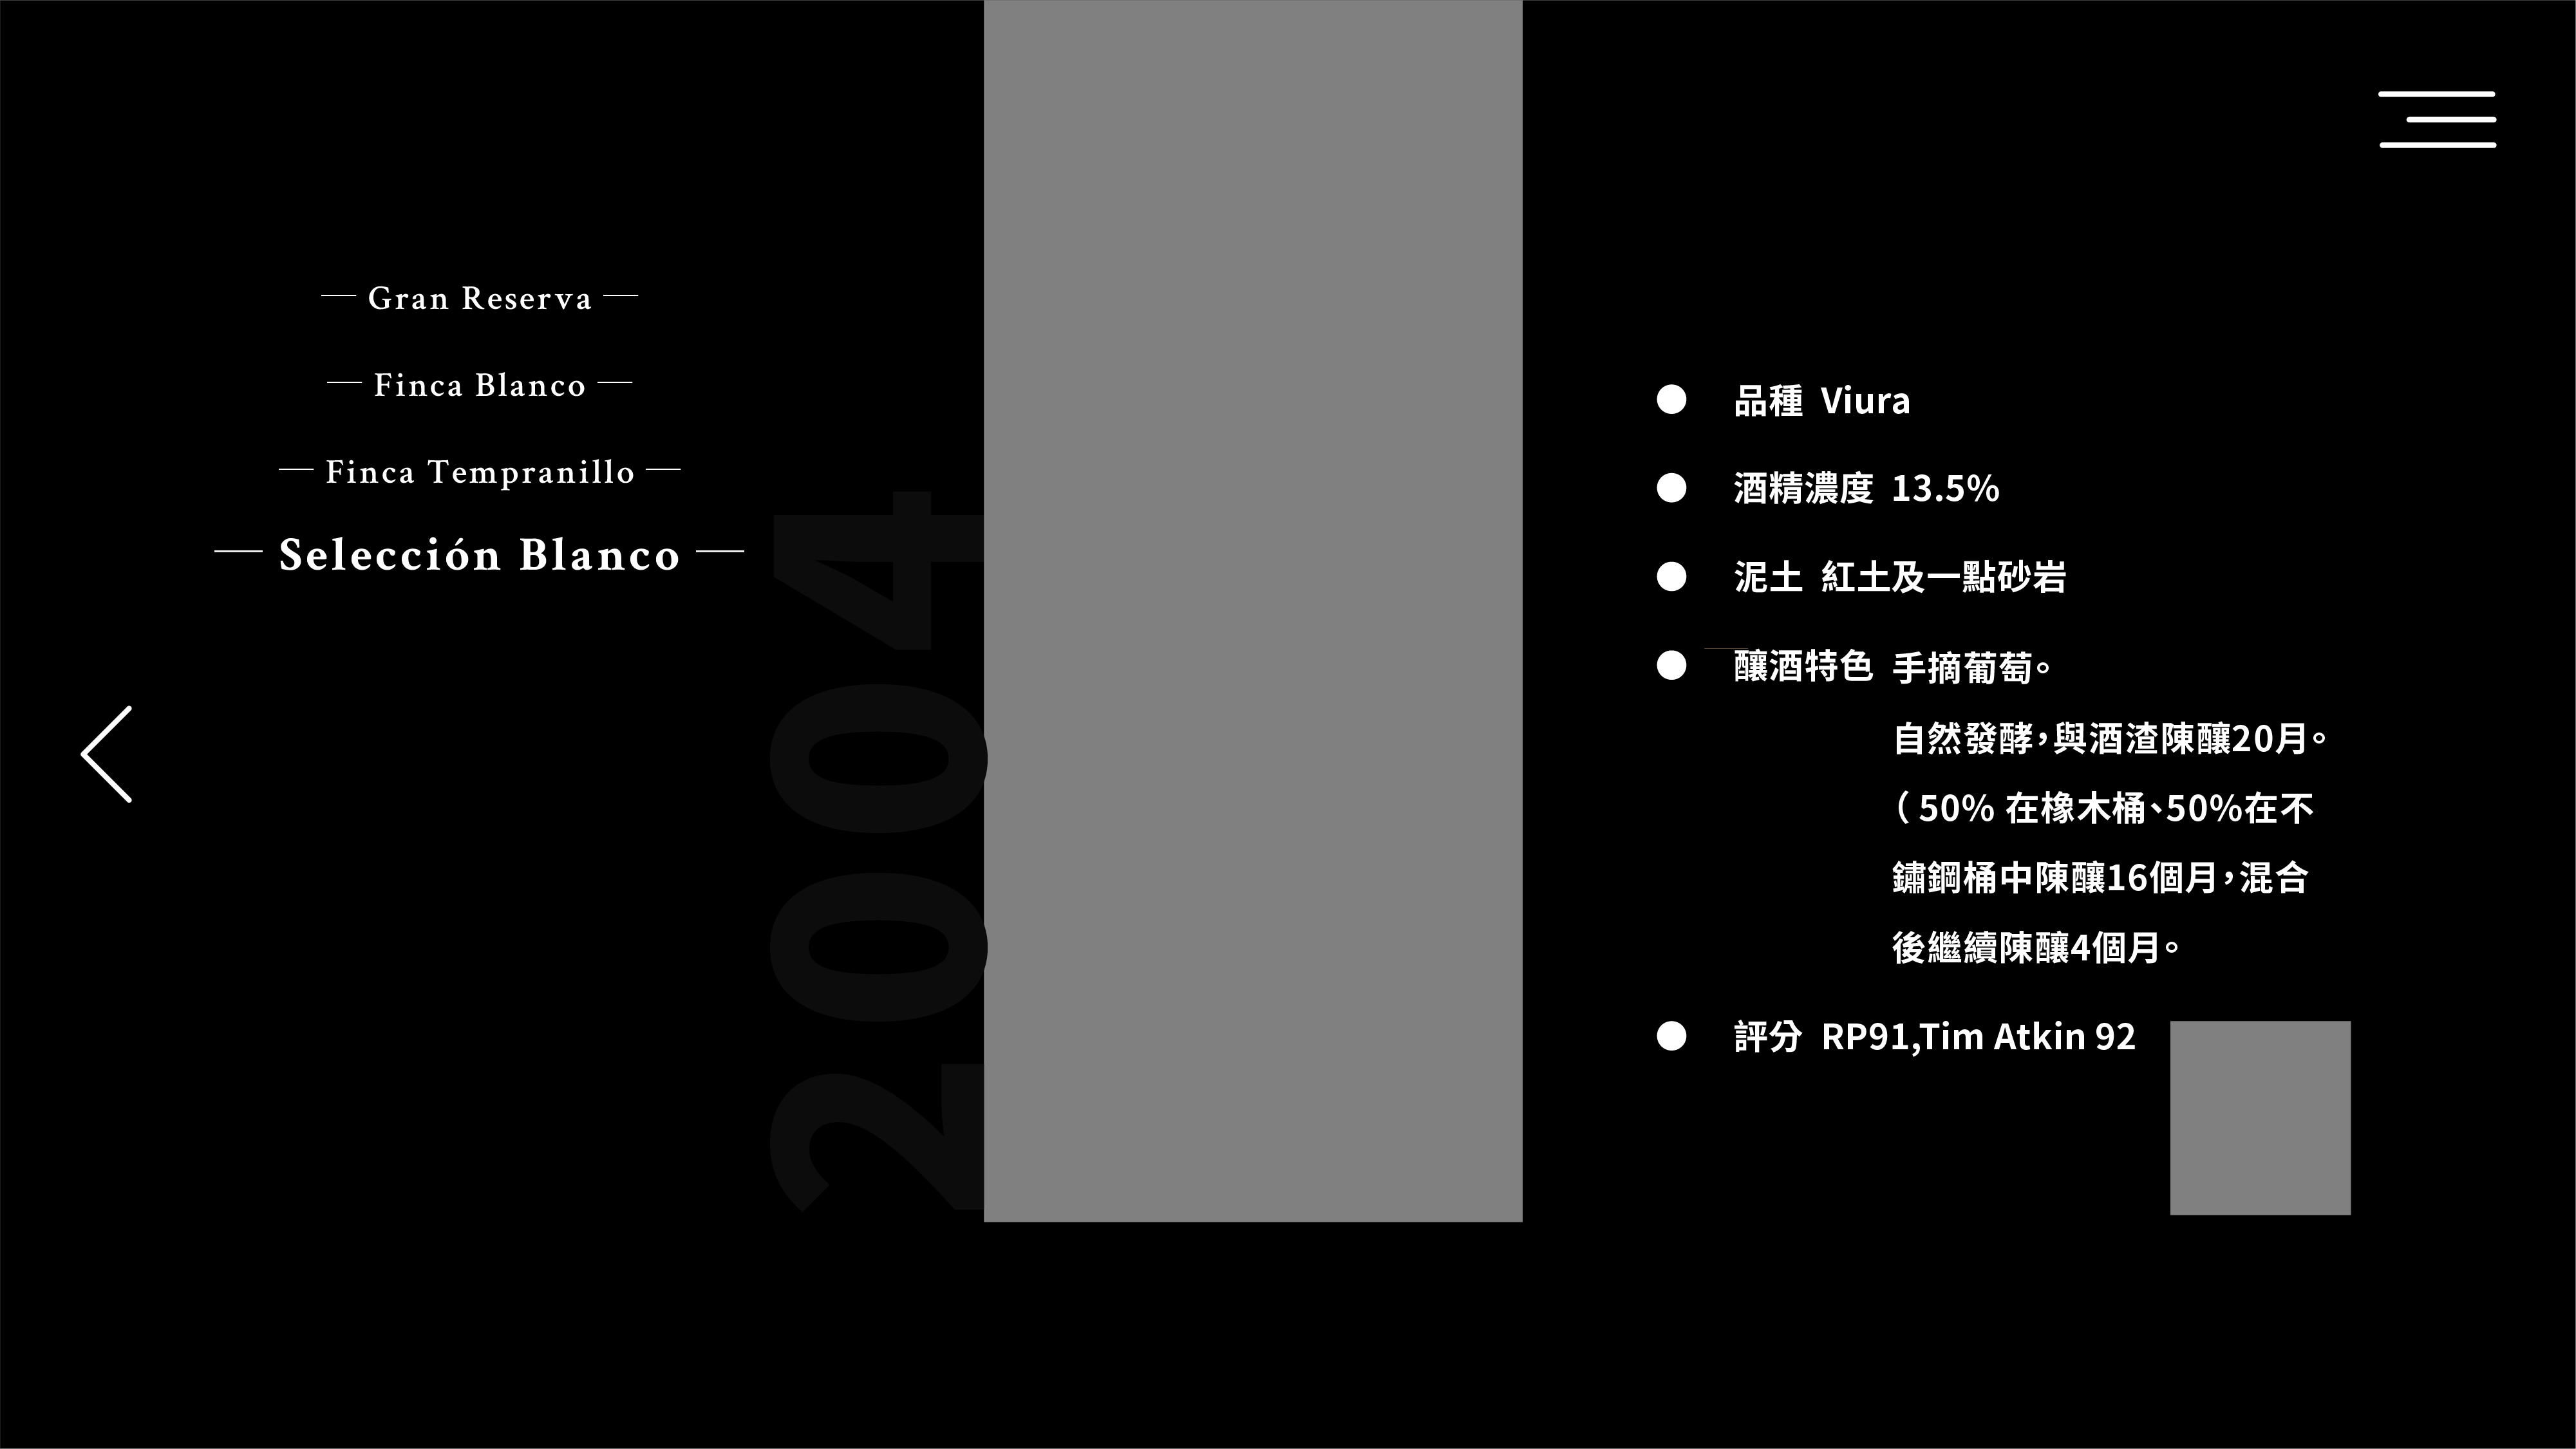 Gran Reserva
Finca Blanco
Finca Tempranillo
Selección Blanco
2004
品種 Viura
酒精濃度 13.5%
泥土 紅土及一點砂岩
釀酒特色 手摘葡萄。
自然發酵，與酒渣陳釀20月。
（ 50% 在橡木桶、50%在不
鏽鋼桶中陳釀16個月，混合
後繼續陳釀4個月。
評分 RP91,Tim Atkin 92